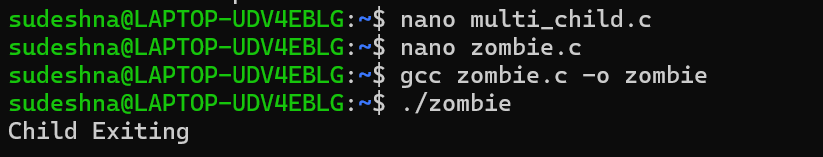 sudeshna@LAPTOP-UDV4EBLG:~$ nano multi_child.c
sudeshna@LAPTOP-UDV4EBLG:~$ nano zombie.c
sudeshna@LAPTOP-UDV4EBLG:~$ gcc zombie.c -o zombie
sudeshna@LAPTOP-UDV4EBLG:~$ ./zombie
Child Exiting